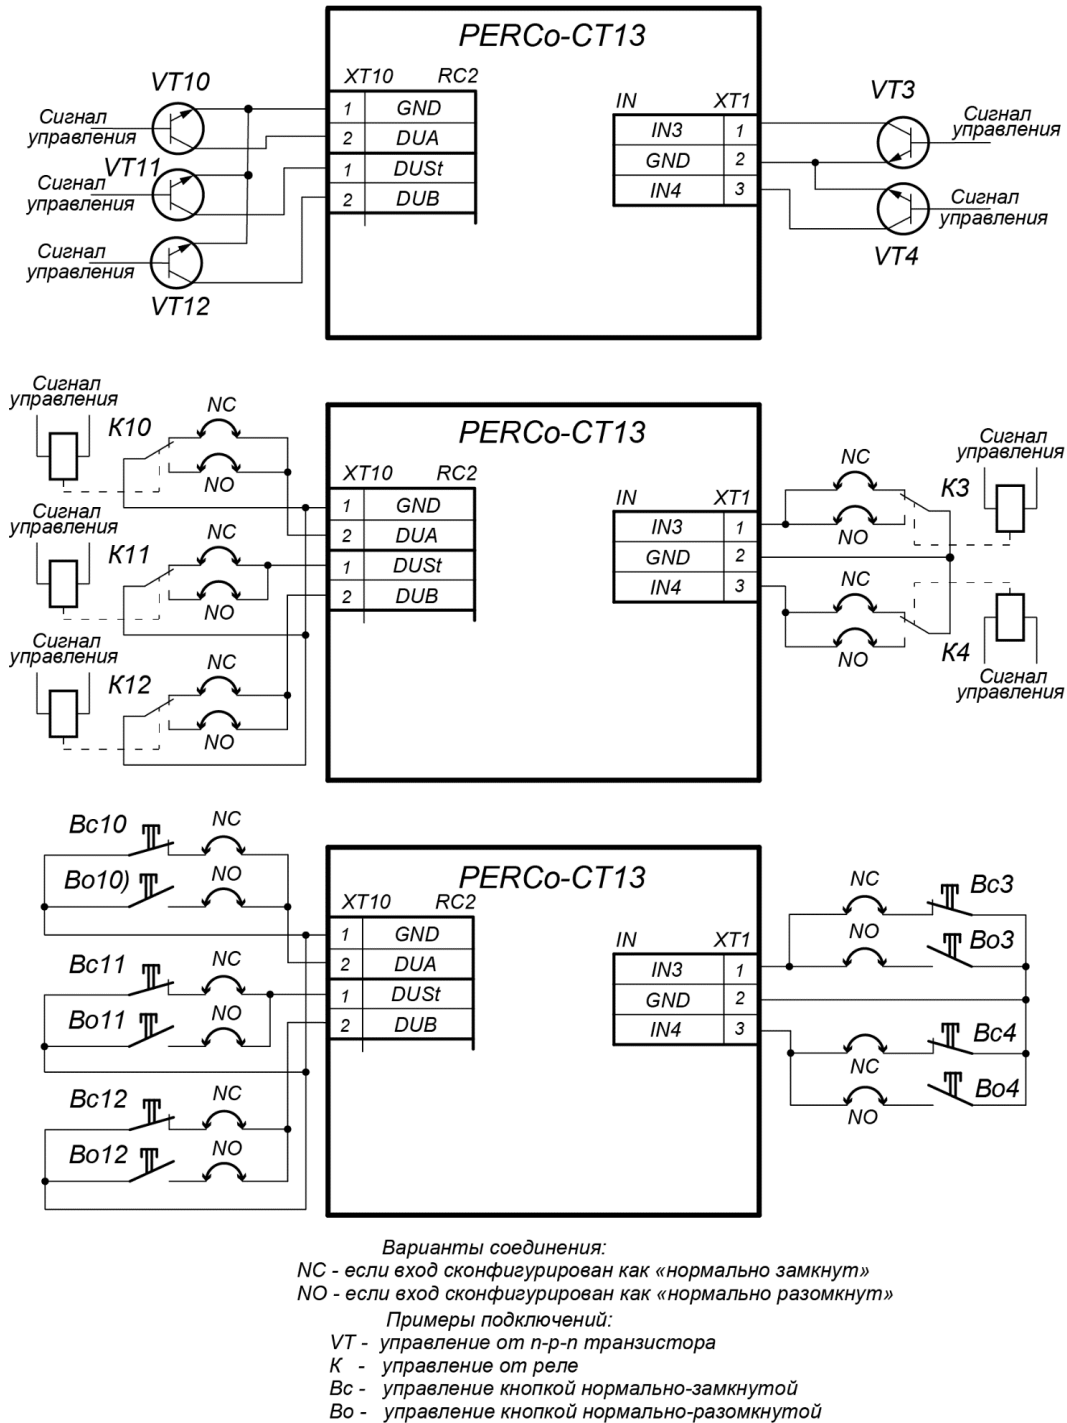 PERCo-CT13
XT10 RC2
1 GND
2 DUA
1 DUSt
2 DUB
IN XT1
IN3 1
GND 2
IN4 3
VT10
Сигнал
управления
VT11
Сигнал
управления
Сигнал
управления
VT12
VT3
Сигнал
управления
Сигнал
управления
VT4
PERCo-CT13
XT10 RC2
1 GND
2 DUA
1 DUSt
2 DUB
IN XT1
IN3 1
GND 2
IN4 3
Сигнал
управления
К10
NC
NO
Сигнал
управления
К11
NC
NO
Сигнал
управления
К12
NC
NO
NC
К3
NO
Сигнал
управления
NC
К4
NO
Сигнал
управления
PERCo-CT13
XT10 RC2
1 GND
2 DUA
1 DUSt
2 DUB
IN XT1
IN3 1
GND 2
IN4 3
Вс10
NC
Во10)
NO
Вс11
NC
Во11
NO
Вс12
NC
Во12
NO
NC
Вс3
NO
Во3
Вс4
NC
Во4
NO
Варианты соединения:
NC - если вход сконфигурирован как «нормально замкнут»
NO - если вход сконфигурирован как «нормально разомкнут»
Примеры подключений:
VT - управление от n-p-n транзистора
К - управление от реле
Вс - управление кнопкой нормально-замкнутой
Во - управление кнопкой нормально-разомкнутой